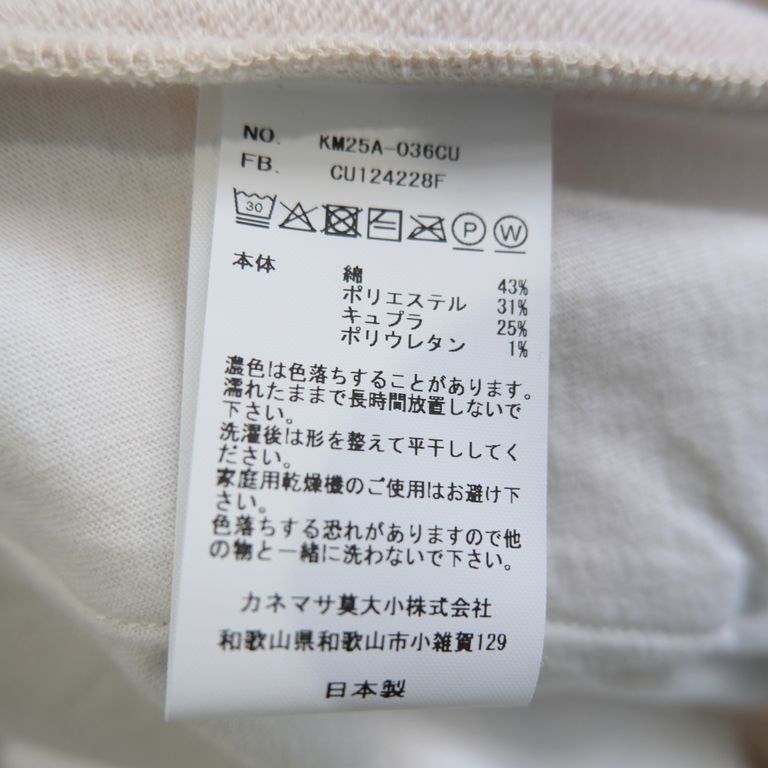 NO. KM25A-036CU
FB. CU124228F
30 P W
本体 綿 43%
ポリエステル 31%
キュプラ 25%
ポリウレタン 1%
濃色は色落ちすることがあります。
濡れたままで長時間放置しないで
下さい。
洗濯後は形を整えて平干ししてく
ださい。
家庭用乾燥機のご使用はお避け下
さい。
色落ちする恐れがありますので他
の物と一緒に洗わないで下さい。
カネマサ莫大小株式会社
和歌山県和歌山市小雑賀129
日本製